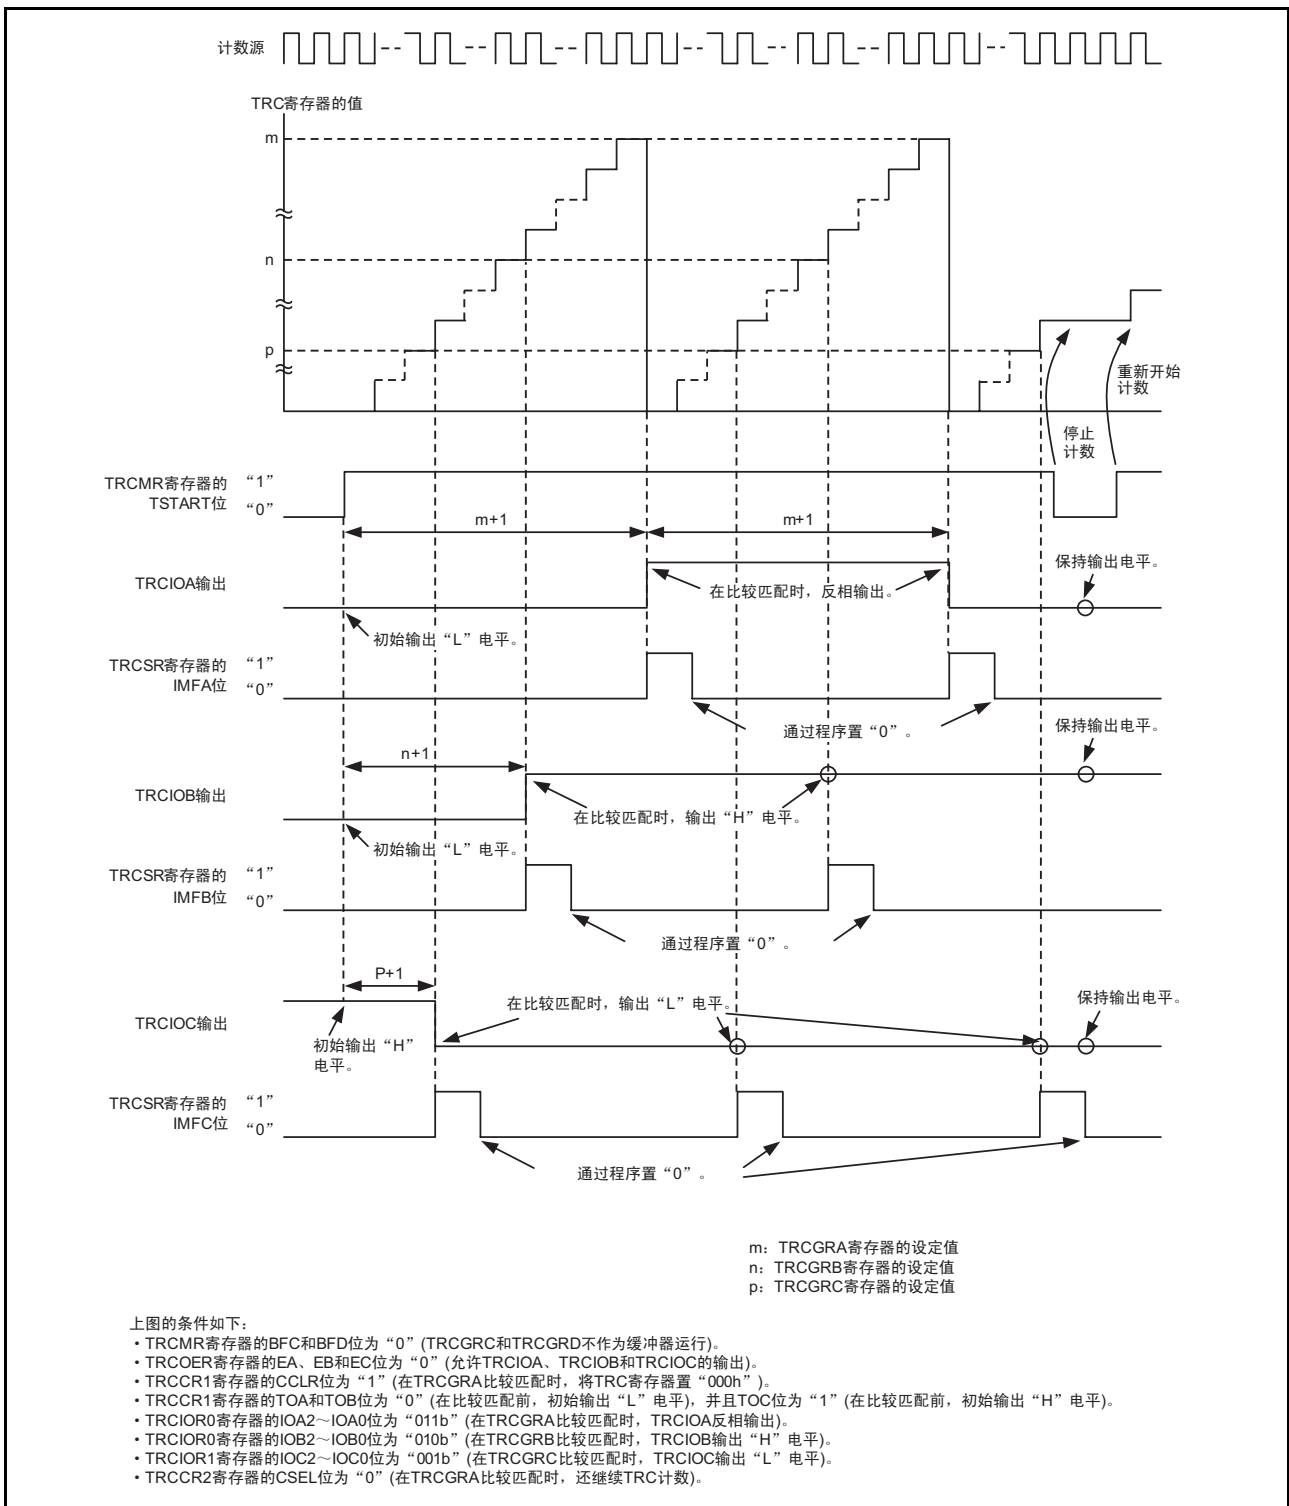 计数源
TRC寄存器的值
m
n
p
重新开始
计数
停止
计数
TRCMR寄存器的 “1”
TSTART位 “0”
m+1 m+1
TRCIOA输出
保持输出电平。
在比较匹配时，反相输出。
初始输出“L”电平。
TRCSR寄存器的 “1”
IMFA位 “0”
通过程序置“0”。
保持输出电平。
n+1
TRCIOB输出
在比较匹配时，输出“H”电平。
初始输出“L”电平。
TRCSR寄存器的 “1”
IMFB位 “0”
通过程序置“0”。
P+1
在比较匹配时，输出“L”电平。
保持输出电平。
TRCIOC输出
初始输出“H”
电平。
TRCSR寄存器的 “1”
IMFC位 “0”
通过程序置“0”。
m：TRCGRA寄存器的设定值
n：TRCGRB寄存器的设定值
p：TRCGRC寄存器的设定值
上图的条件如下：
・TRCMR寄存器的BFC和BFD位为“0”(TRCGRC和TRCGRD不作为缓冲器运行)。
・TRCOER寄存器的EA、EB和EC位为“0”(允许TRCIOA、TRCIOB和TRCIOC的输出)。
・TRCCR1寄存器的CCLR位为“1”(在TRCGRA比较匹配时，将TRC寄存器置“000h”)。
・TRCCR1寄存器的TOA和TOB位为“0”(在比较匹配前，初始输出“L”电平)，并且TOC位为“1”(在比较匹配前，初始输出“H”电平)。
・TRCIOR0寄存器的IOA2～IOA0位为“011b”(在TRCGRA比较匹配时，TRCIOA反相输出)。
・TRCIOR0寄存器的IOB2～IOB0位为“010b”(在TRCGRB比较匹配时，TRCIOB输出“H”电平)。
・TRCIOR1寄存器的IOC2～IOC0位为“001b”(在TRCGRC比较匹配时，TRCIOC输出“L”电平)。
・TRCCR2寄存器的CSEL位为“0”(在TRCGRA比较匹配时，还继续TRC计数)。